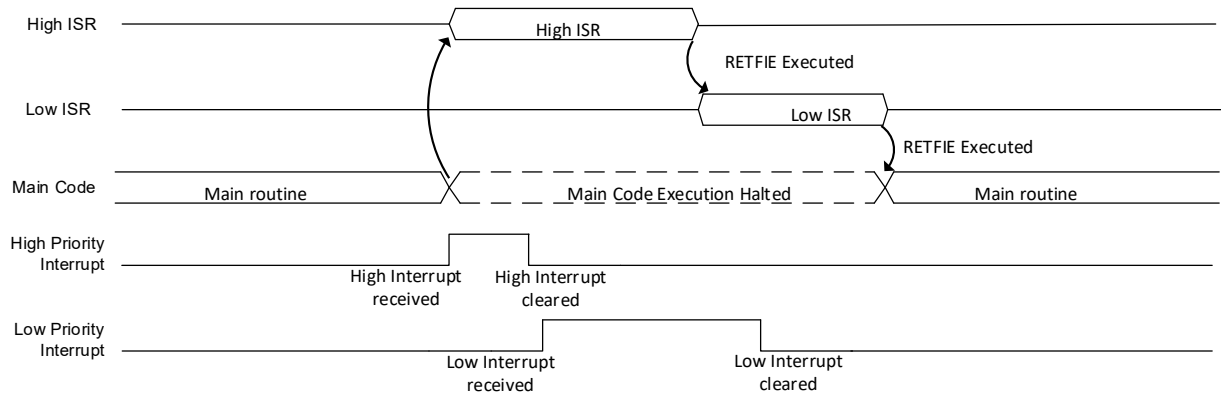 High ISR
High ISR
RETFIE Executed
Low ISR
Low ISR
RETFIE Executed
Main Code
Main routine
Main Code Execution Halted
Main routine
High Priority
Interrupt
High Interrupt
received
High Interrupt
cleared
Low Priority
Interrupt
Low Interrupt
received
Low Interrupt
cleared